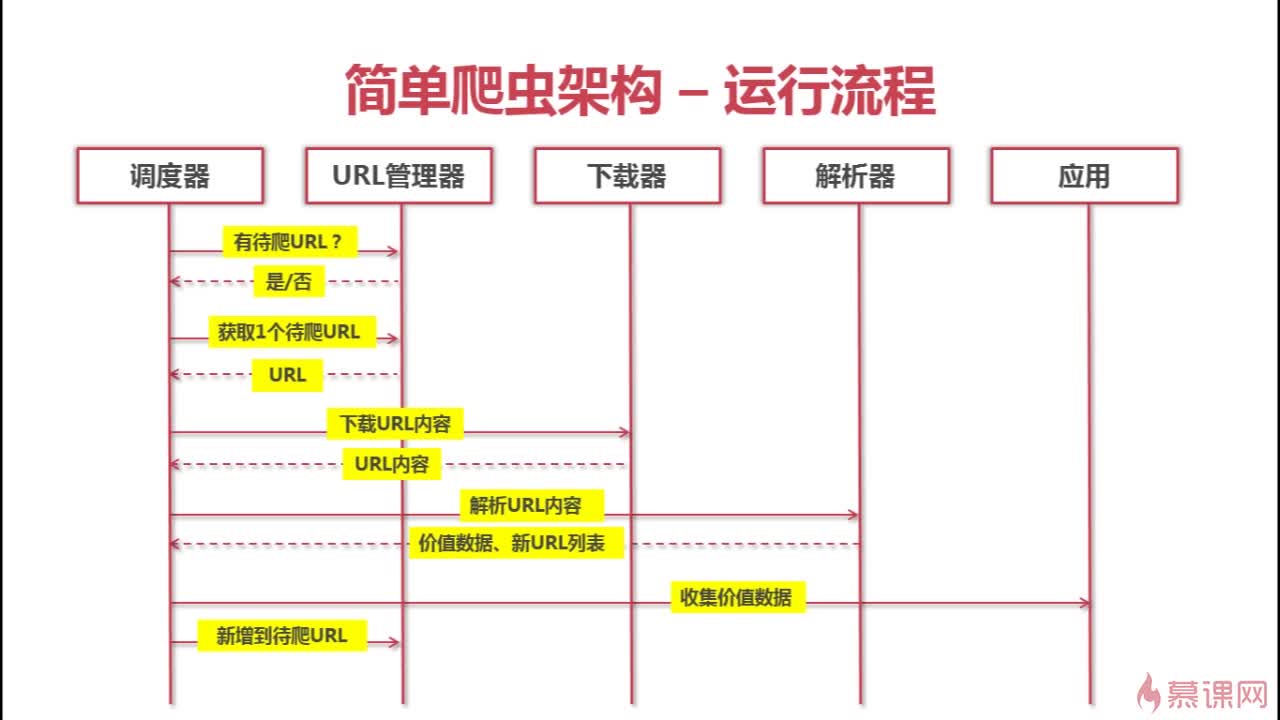 简单爬虫架构 – 运行流程
调度器
URL管理器
下载器
解析器
应用
有待爬URL？
是/否
获取1个待爬URL
URL
下载URL内容
URL内容
解析URL内容
价值数据、新URL列表
收集价值数据
新增到待爬URL
慕课网